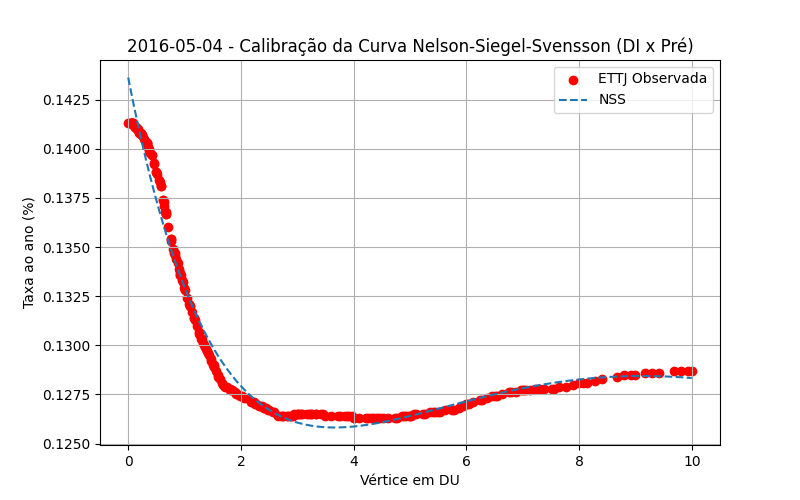 2016-05-04 - Calibração da Curva Nelson-Siegel-Svensson (DI x Pré)
ETTJ Observada
NSS
Taxa ao ano (%)
0.1425
0.1400
0.1375
0.1350
0.1325
0.1300
0.1275
0.1250
0 2 4 6 8 10
Vértice em DU